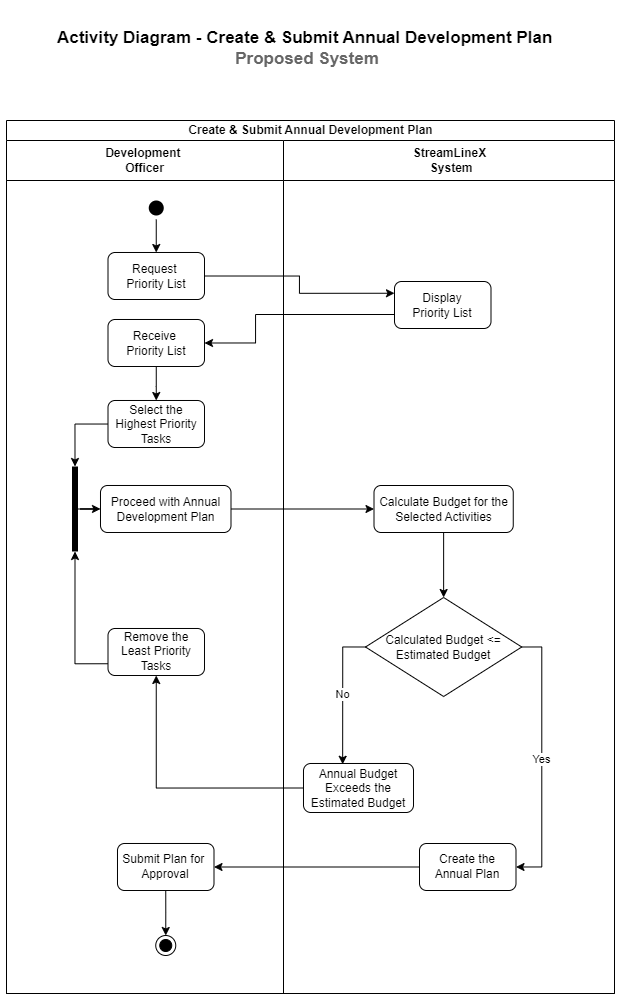 Activity Diagram - Create & Submit Annual Development Plan
Proposed System
Create & Submit Annual Development Plan
Development
Officer
StreamLineX
System
Request
Priority List
Display
Priority List
Receive
Priority List
Select the
Highest Priority
Tasks
Proceed with Annual
Development Plan
Calculate Budget for the
Selected Activities
Calculated Budget <=
Estimated Budget
Remove the
Least Priority
Tasks
No
Yes
Annual Budget
Exceeds the
Estimated Budget
Submit Plan for
Approval
Create the
Annual Plan